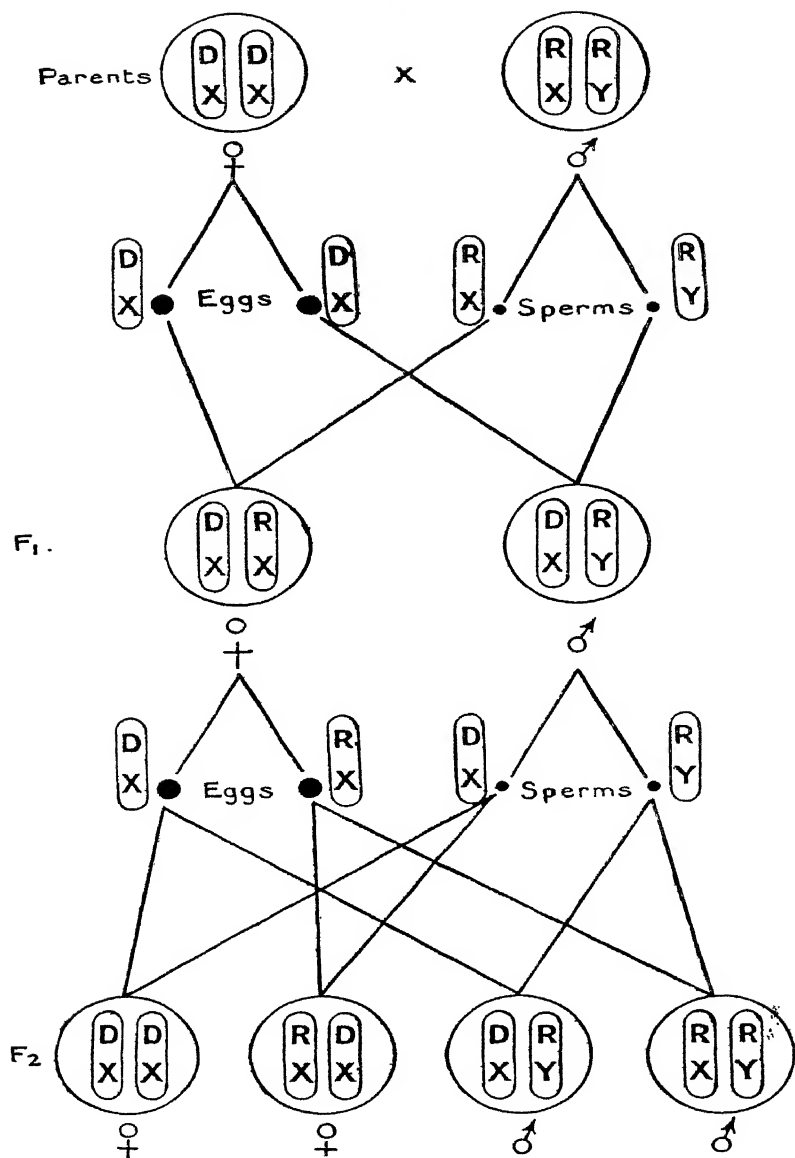 D D R R
Parents X X x X Y
♀ ♂
D D R R
X Eggs X X Sperms Y
D R D R
F₁. X X X Y
♀ ♂
D R D R
X Eggs X X Sperms Y
D D R D D R R R
F₂ X X X X X Y X Y
♀ ♀ ♂ ♂